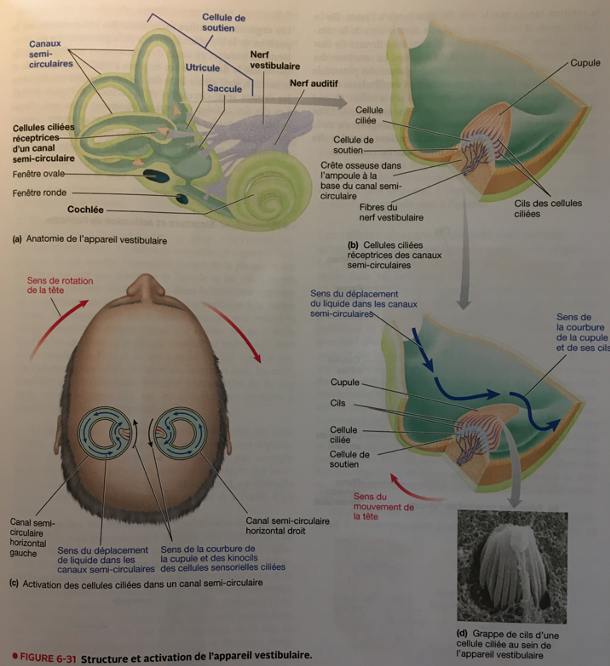 Cellule de
soutien
Canaux
semi-
circulaires
Utricule
Saccule
Nerf
vestibulaire
Nerf auditif
Cellules ciliées
réceptrices
d'un canal
semi-circulaire
Fenêtre ovale
Fenêtre ronde
Cochlée
(a) Anatomie de l'appareil vestibulaire
Cupule
Cellule
ciliée
Cellule de
soutien
Crête osseuse dans
l'ampoule à la
base du canal semi-
circulaire
Fibres du
nerf vestibulaire
Cils des cellules
ciliées
(b) Cellules ciliées
réceptrices des canaux
semi-circulaires
Sens de rotation
de la tête
Canal semi-
circulaire
horizontal
gauche
Sens du déplacement
de liquide dans les
canaux semi-circulaires
Sens de la courbure de
la cupule et des kinocils
des cellules sensorielles ciliées
Canal semi-circulaire
horizontal droit
(c) Activation des cellules ciliées dans un canal semi-circulaire
Sens du déplacement
du liquide dans les canaux
semi-circulaires
Sens de
la courbure
de la cupule
et de ses cils
Cupule
Cils
Cellule
ciliée
Cellule de
soutien
Sens du
mouvement de
la tête
(d) Grappe de cils d'une
cellule ciliée au sein de
l'appareil vestibulaire
• FIGURE 6-31 Structure et activation de l'appareil vestibulaire.